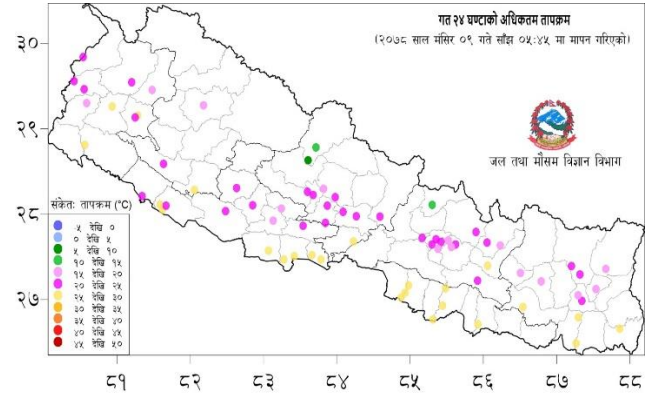 गत २४ घण्टाको अधिकतम तापक्रम
(२०७८ साल मंसिर ०९ गते साँझ ०५:४५ मा मापन गरिएको)
जल तथा मौसम विज्ञान विभाग
३०
२९
२८
२७
संकेत: तापक्रम (°C)
-५ देखि ०
० देखि ५
५ देखि १०
१० देखि १५
१५ देखि २०
२० देखि २५
२५ देखि ३०
३० देखि ३५
३५ देखि ४०
४० देखि ४५
४५ देखि ५०
८१ ८२ ८३ ८४ ८५ ८६ ८७ ८८